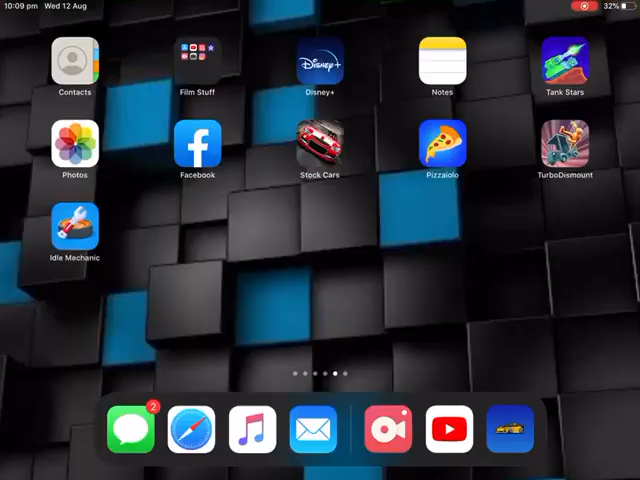 10:09 pm Wed 12 Aug
32%
Contacts
Film Stuff
Disney+
Disney+
Notes
Tank Stars
Photos
Facebook
Stock Cars
Pizzaiolo
TurboDismount
Idle Mechanic
2